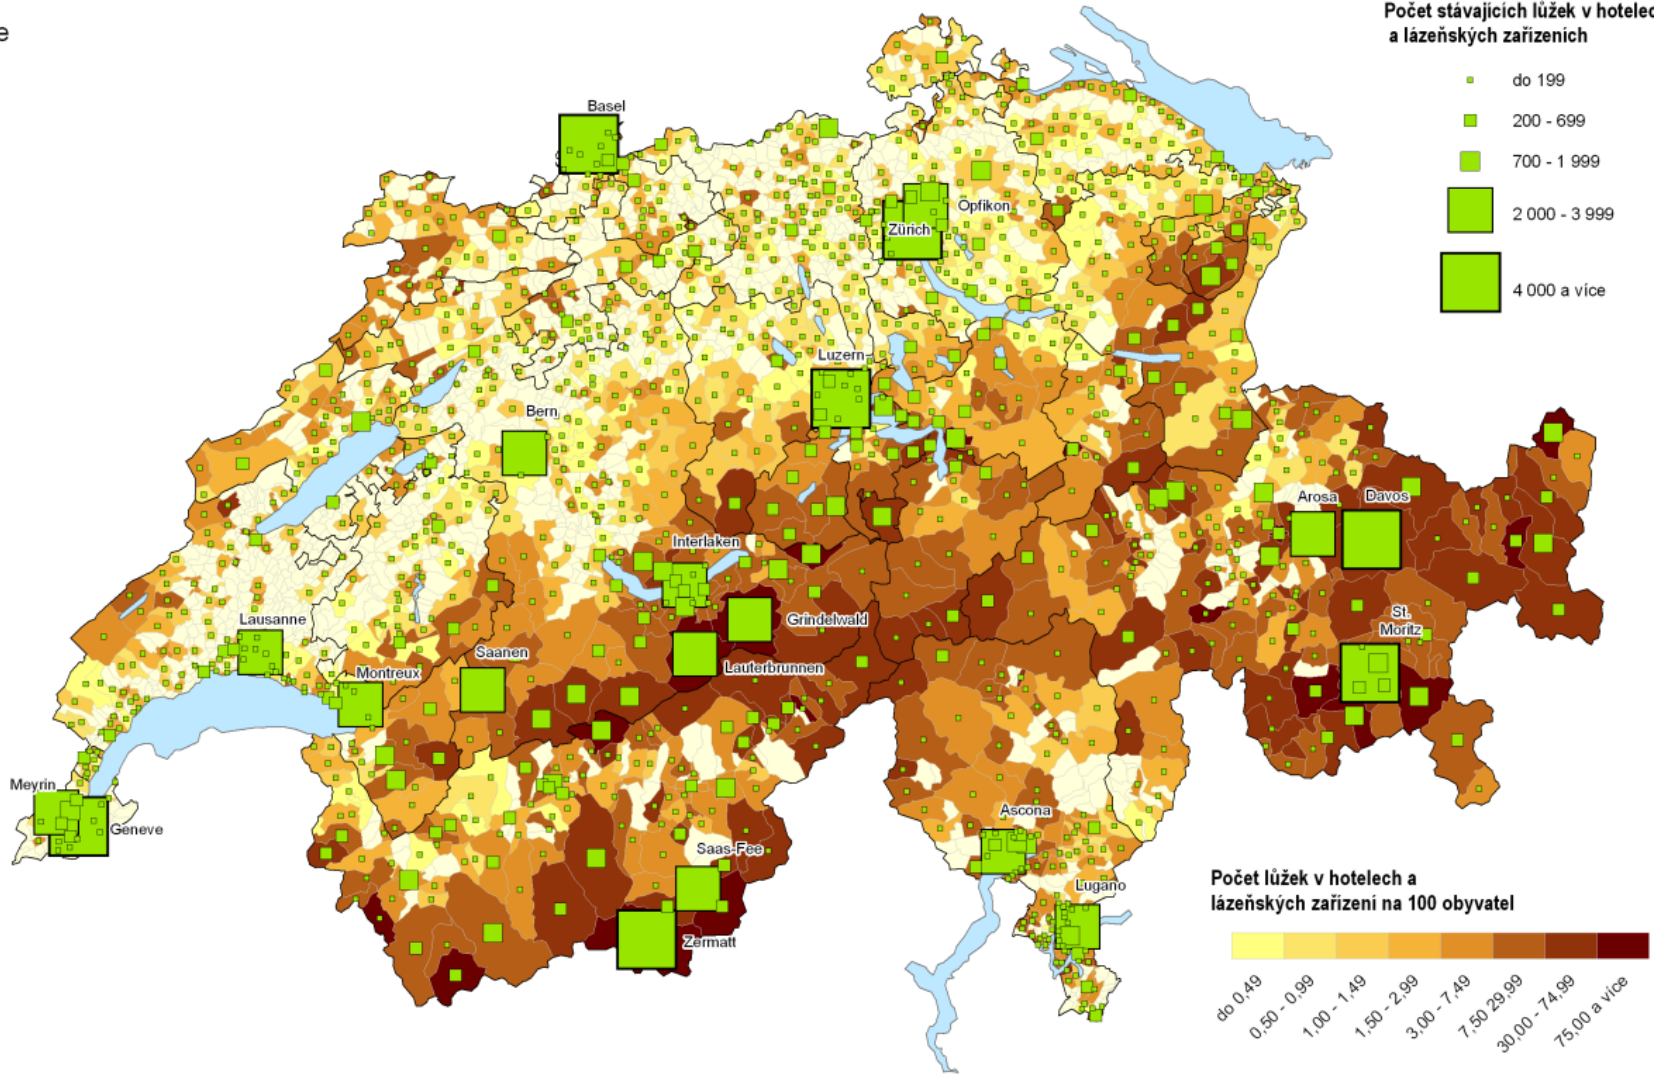 e
Počet stávajících lůžek v hotelec
a lázeňských zařízeních
do 199
200 - 699
700 - 1 999
2 000 - 3 999
4 000 a více
Basel
Opfikon
Zürich
Luzern
Bern
Arosa
Davos
Interlaken
St.
Moritz
Grindelwald
Lausanne
Saanen
Lauterbrunnen
Montreux
Meyrin
Geneve
Ascona
Saas-Fee
Lugano
Zermatt
Počet lůžek v hotelech a
lázeňských zařízení na 100 obyvatel
do 0,49
0,50 - 0,99
1,00 - 1,49
1,50 - 2,99
3,00 - 7,49
7,50 29,99
30,00 - 74,99
75,00 a více